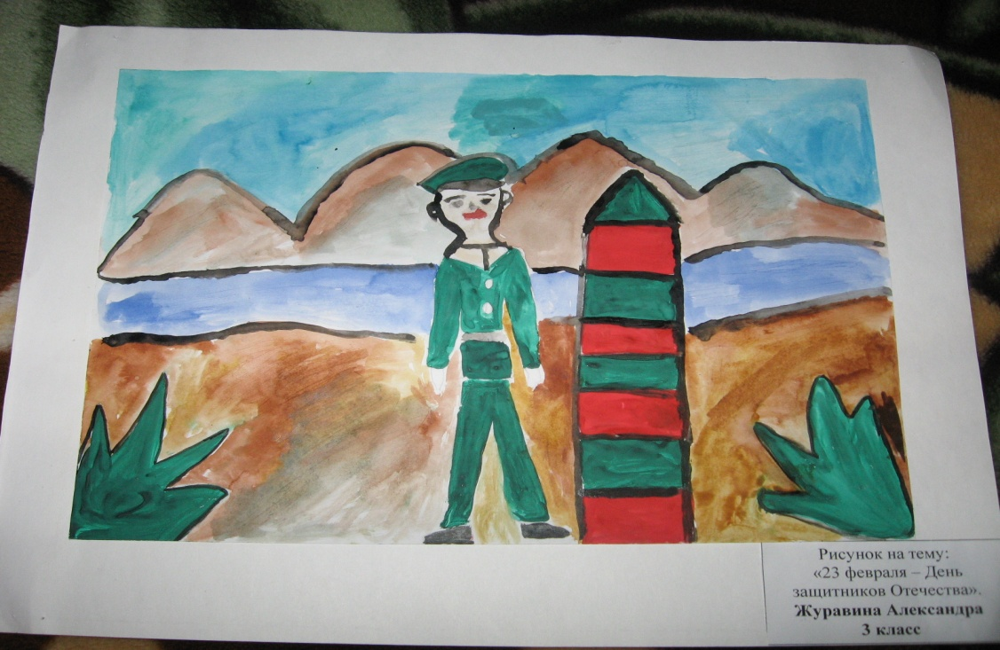 Рисунок на тему:
«23 февраля – День
защитников Отечества».
Журавина Александра
3 класс